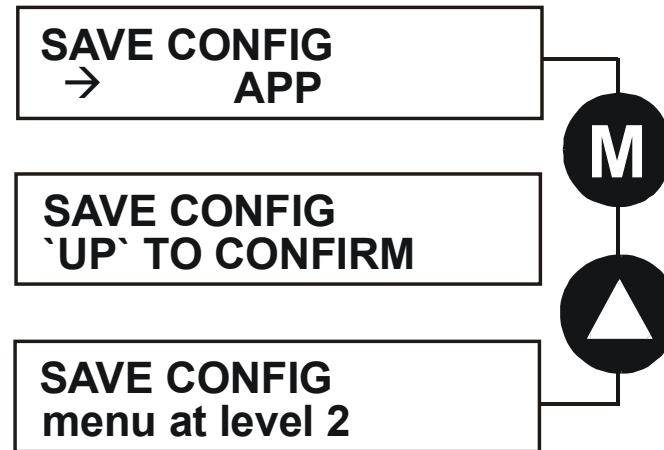 SAVE CONFIG
→ APP
M
SAVE CONFIG
`UP` TO CONFIRM
SAVE CONFIG
menu at level 2